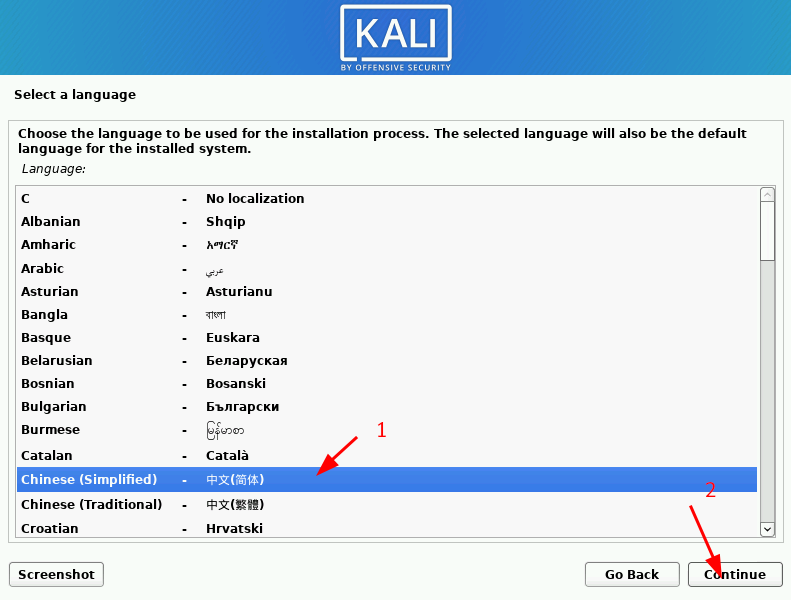 KALI
BY OFFENSIVE SECURITY
Select a language
Choose the language to be used for the installation process. The selected language will also be the default
language for the installed system.
Language:
C - No localization
Albanian - Shqip
Amharic - አማርኛ
Arabic - عربي
Asturian - Asturianu
Bangla - বাংলা
Basque - Euskara
Belarusian - Беларуская
Bosnian - Bosanski
Bulgarian - Български
Burmese - မြန်မာစာ
1
Catalan - Català
Chinese (Simplified) - 中文(简体)
2
Chinese (Traditional) - 中文(繁體)
Croatian - Hrvatski
Screenshot Go Back Continue